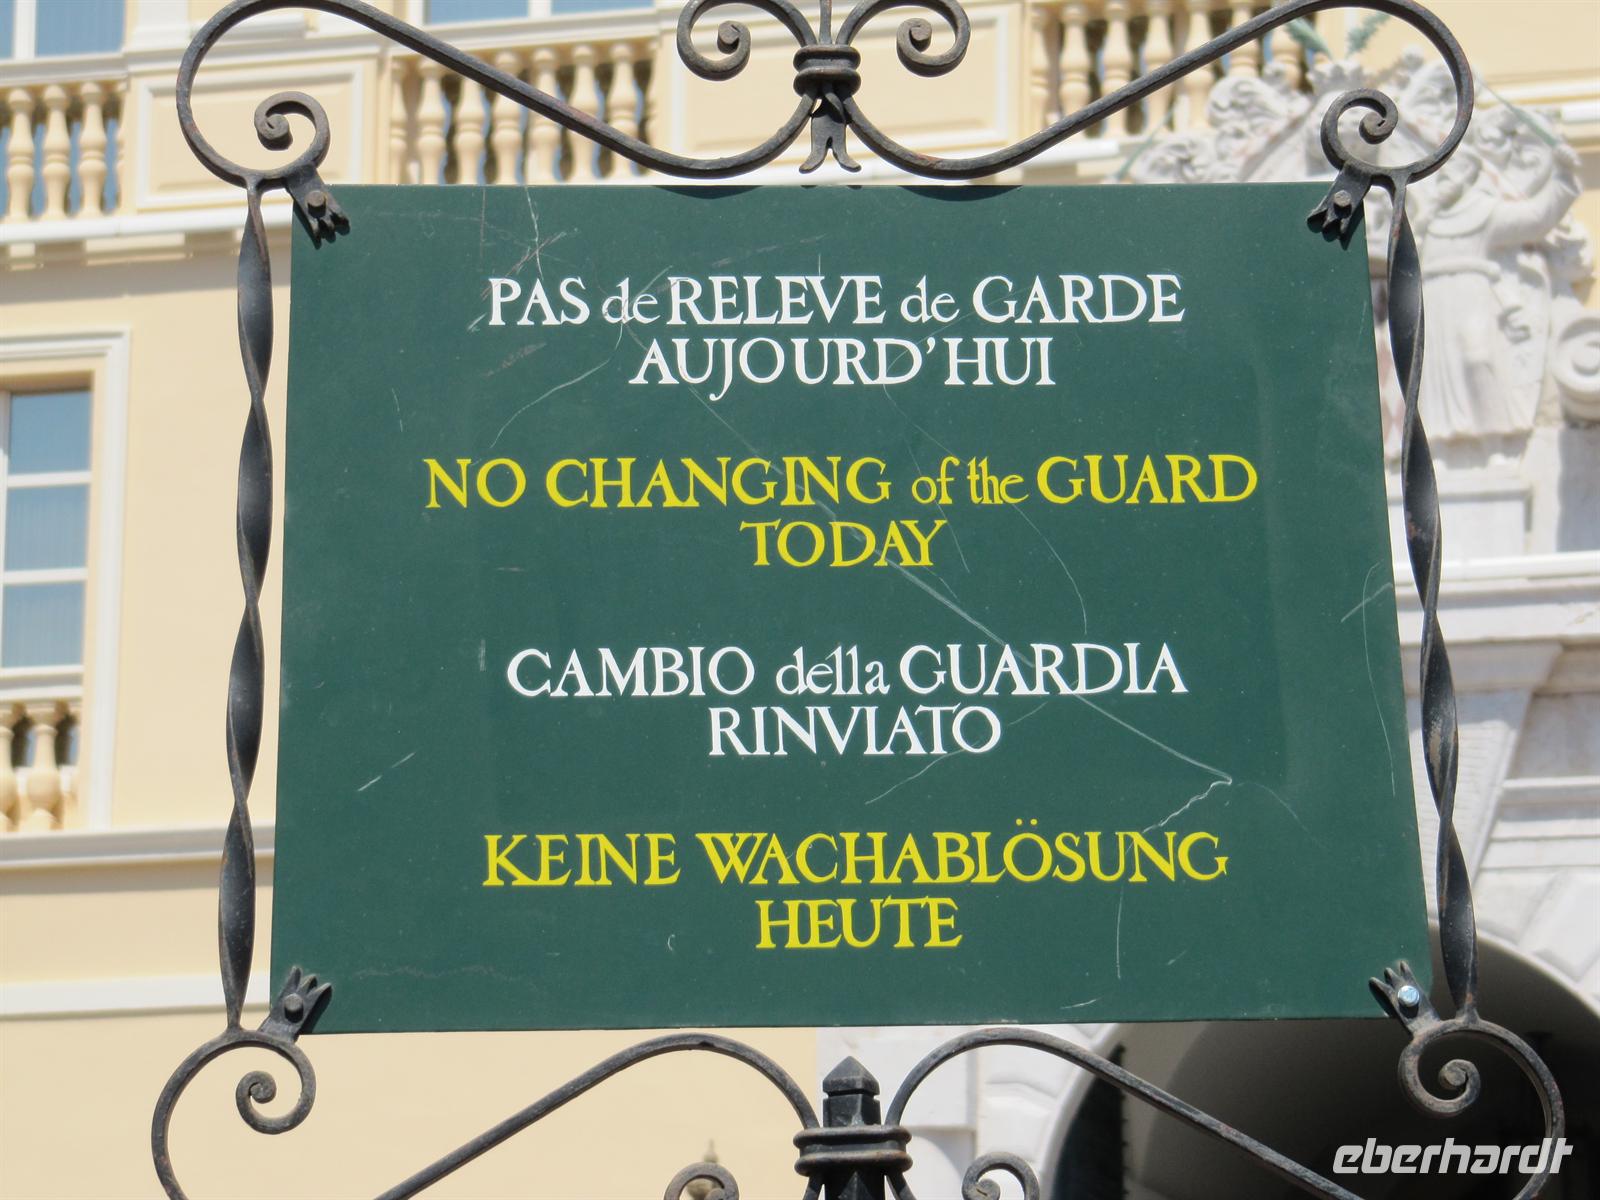 PAS de RELEVE de GARDE
AUJOURD'HUI
NO CHANGING of the GUARD
TODAY
CAMBIO della GUARDIA
RINVIATO
KEINE WACHABLÖSUNG
HEUTE
eberhardt